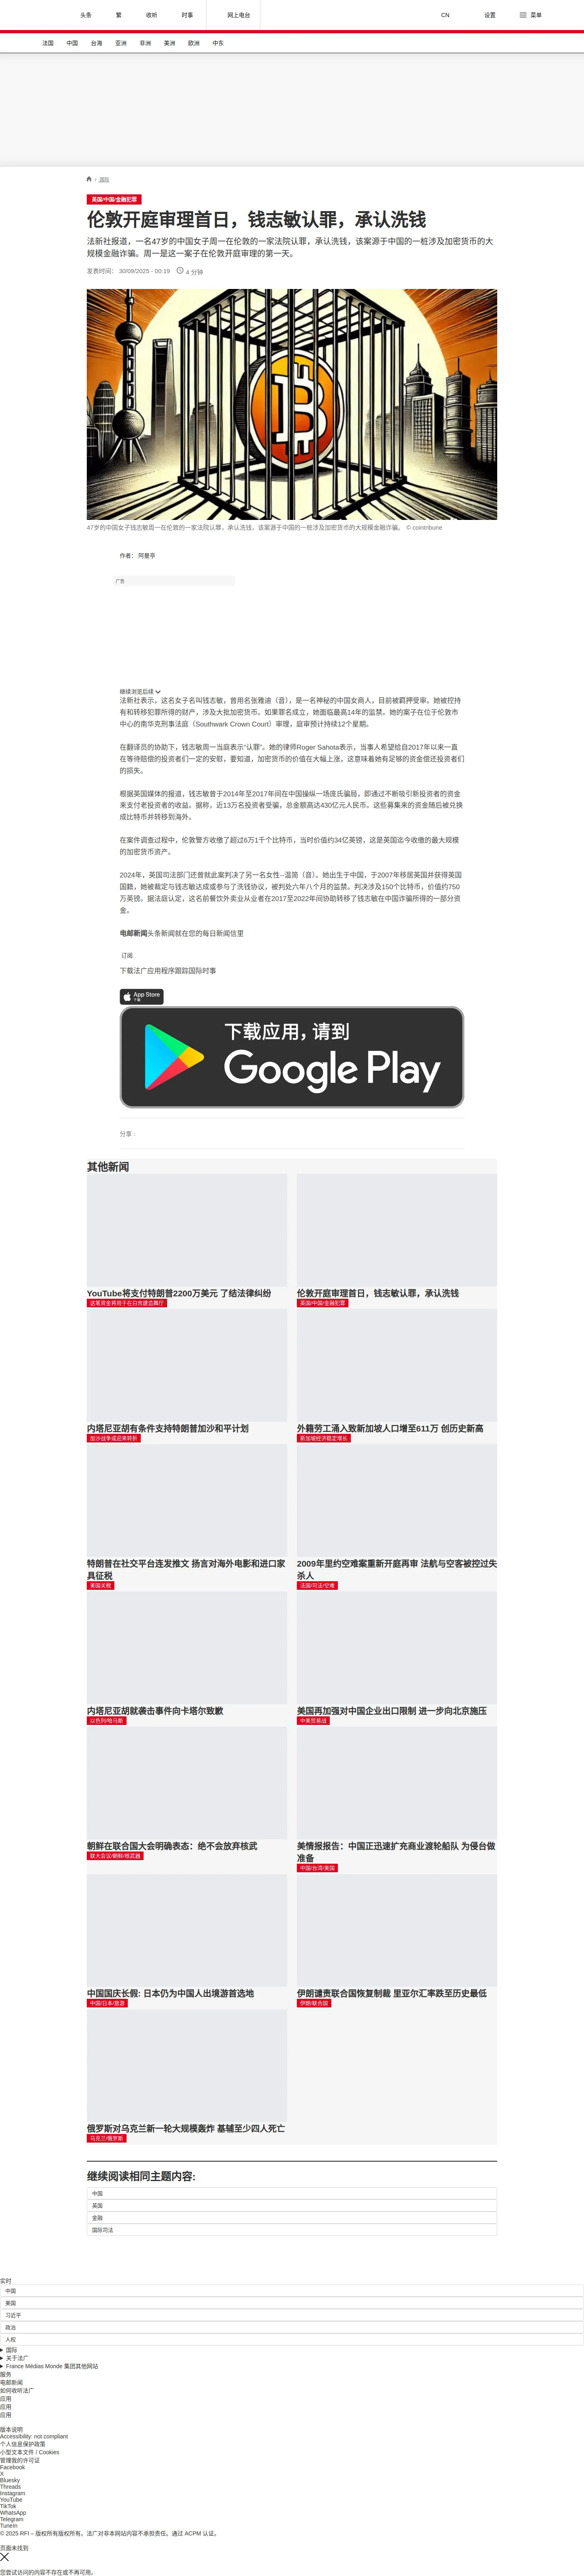 头条
繁
收听
时事
网上电台
CN
设置
菜单
法国
中国
台海
亚洲
非洲
美洲
欧洲
中东
/ 国际
英国/中国/金融犯罪
伦敦开庭审理首日，钱志敏认罪，承认洗钱
法新社报道，一名47岁的中国女子周一在伦敦的一家法院认罪，承认洗钱，该案源于中国的一桩涉及加密货币的大
规模金融诈骗。周一是这一案子在伦敦开庭审理的第一天。
发表时间： 30/09/2025 - 00:19
4 分钟
47岁的中国女子钱志敏周一在伦敦的一家法院认罪，承认洗钱，该案源于中国的一桩涉及加密货币的大规模金融诈骗。 © cointribune
作者： 阿曼亭
广告
继续浏览后续
法新社表示，这名女子名叫钱志敏，曾用名张雅迪（音），是一名神秘的中国女商人，目前被羁押受审。她被控持
有和转移犯罪所得的财产，涉及大批加密货币。如果罪名成立，她面临最高14年的监禁。她的案子在位于伦敦市
中心的南华克刑事法庭（Southwark Crown Court）审理，庭审预计持续12个星期。
在翻译员的协助下，钱志敏周一当庭表示“认罪”。她的律师Roger Sahota表示，当事人希望给自2017年以来一直
在等待赔偿的投资者们一定的安慰，要知道，加密货币的价值在大幅上涨，这意味着她有足够的资金偿还投资者们
的损失。
根据英国媒体的报道，钱志敏曾于2014年至2017年间在中国操纵一场庞氏骗局，即通过不断吸引新投资者的资金
来支付老投资者的收益。据称，近13万名投资者受骗，总金额高达430亿元人民币。这些募集来的资金随后被兑换
成比特币并转移到海外。
在案件调查过程中，伦敦警方收缴了超过6万1千个比特币，当时价值约34亿英镑，这是英国迄今收缴的最大规模
的加密货币资产。
2024年，英国司法部门还曾就此案判决了另一名女性--温简（音）。她出生于中国，于2007年移居英国并获得英国
国籍，她被裁定与钱志敏达成或参与了洗钱协议，被判处六年八个月的监禁。判决涉及150个比特币，价值约750
万英镑。据法庭认定，这名前餐饮外卖业从业者在2017至2022年间协助转移了钱志敏在中国诈骗所得的一部分资
金。
电邮新闻头条新闻就在您的每日新闻信里
订阅
下载法广应用程序跟踪国际时事
App Store
下载
下载应用，请到
Google Play
分享 :
其他新闻
YouTube将支付特朗普2200万美元 了结法律纠纷
这笔资金将用于在白宫建造舞厅
伦敦开庭审理首日，钱志敏认罪，承认洗钱
英国/中国/金融犯罪
内塔尼亚胡有条件支持特朗普加沙和平计划
加沙战争或迎来转折
外籍劳工涌入致新加坡人口增至611万 创历史新高
新加坡经济稳定增长
特朗普在社交平台连发推文 扬言对海外电影和进口家
具征税
美国关税
2009年里约空难案重新开庭再审 法航与空客被控过失
杀人
法国/司法/空难
内塔尼亚胡就袭击事件向卡塔尔致歉
以色列/哈马斯
美国再加强对中国企业出口限制 进一步向北京施压
中美贸易战
朝鲜在联合国大会明确表态：绝不会放弃核武
联大会议/朝鲜/核武器
美情报报告：中国正迅速扩充商业渡轮船队 为侵台做
准备
中国/台湾/美国
中国国庆长假: 日本仍为中国人出境游首选地
中国/日本/旅游
伊朗谴责联合国恢复制裁 里亚尔汇率跌至历史最低
伊朗/联合国
俄罗斯对乌克兰新一轮大规模轰炸 基辅至少四人死亡
乌克兰/俄罗斯
继续阅读相同主题内容:
中国
英国
金融
国际司法
实时
中国
美国
习近平
政治
人权
国际
关于法广
France Médias Monde 集团其他网站
服务
电邮新闻
如何收听法广
应用
应用
应用
版本说明
Accessibility: not compliant
个人信息保护政策
小型文本文件 / Cookies
管理我的许可证
Facebook
X
Bluesky
Threads
Instagram
YouTube
TikTok
WhatsApp
Telegram
TuneIn
© 2025 RFI – 版权所有版权所有。法广对非本网站内容不承担责任。通过 ACPM 认证。
页面未找到
您尝试访问的内容不存在或不再可用。